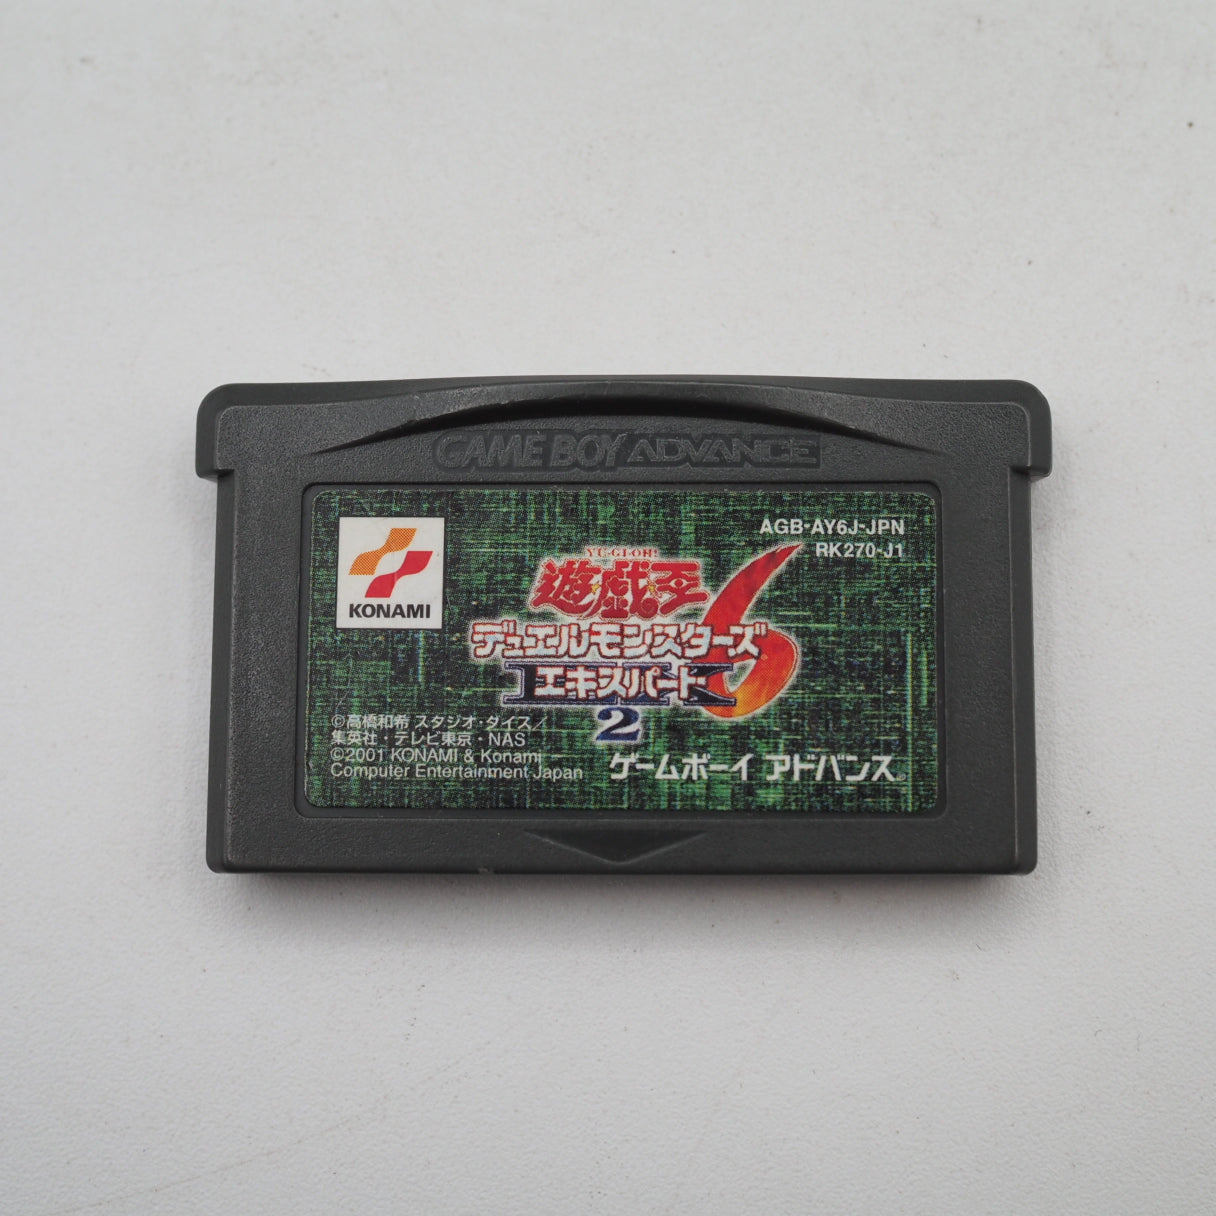 GAME BOY ADVANCE
KONAMI
AGB-AY6J-JPN
RK270-J1
YU-GI-OH!
遊戯王
デュエルモンスターズ 6
エキスパート
2
©高橋和希 スタジオ・ダイス/
集英社・テレビ東京・NAS
©2001 KONAMI & Konami
Computer Entertainment Japan
ゲームボーイ アドバンス